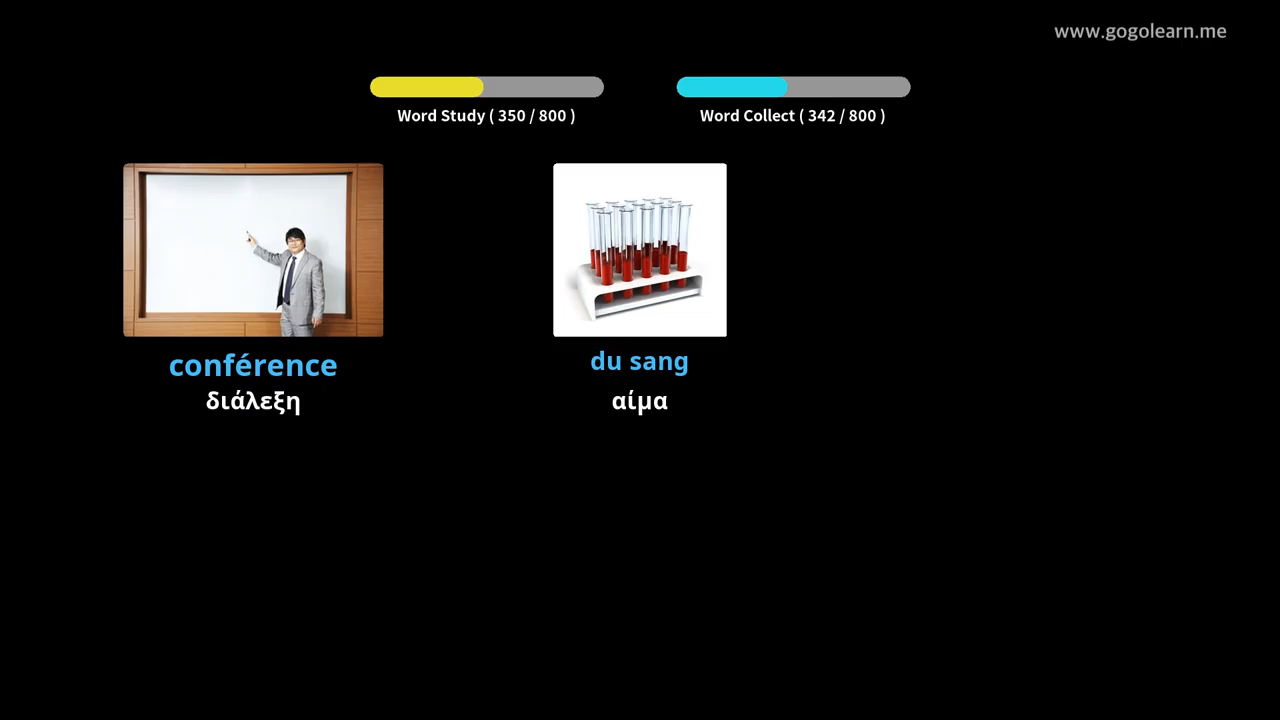 www.gogolearn.me
Word Study ( 350 / 800 )
Word Collect ( 342 / 800 )
conférence
διάλεξη
du sang
αίμα